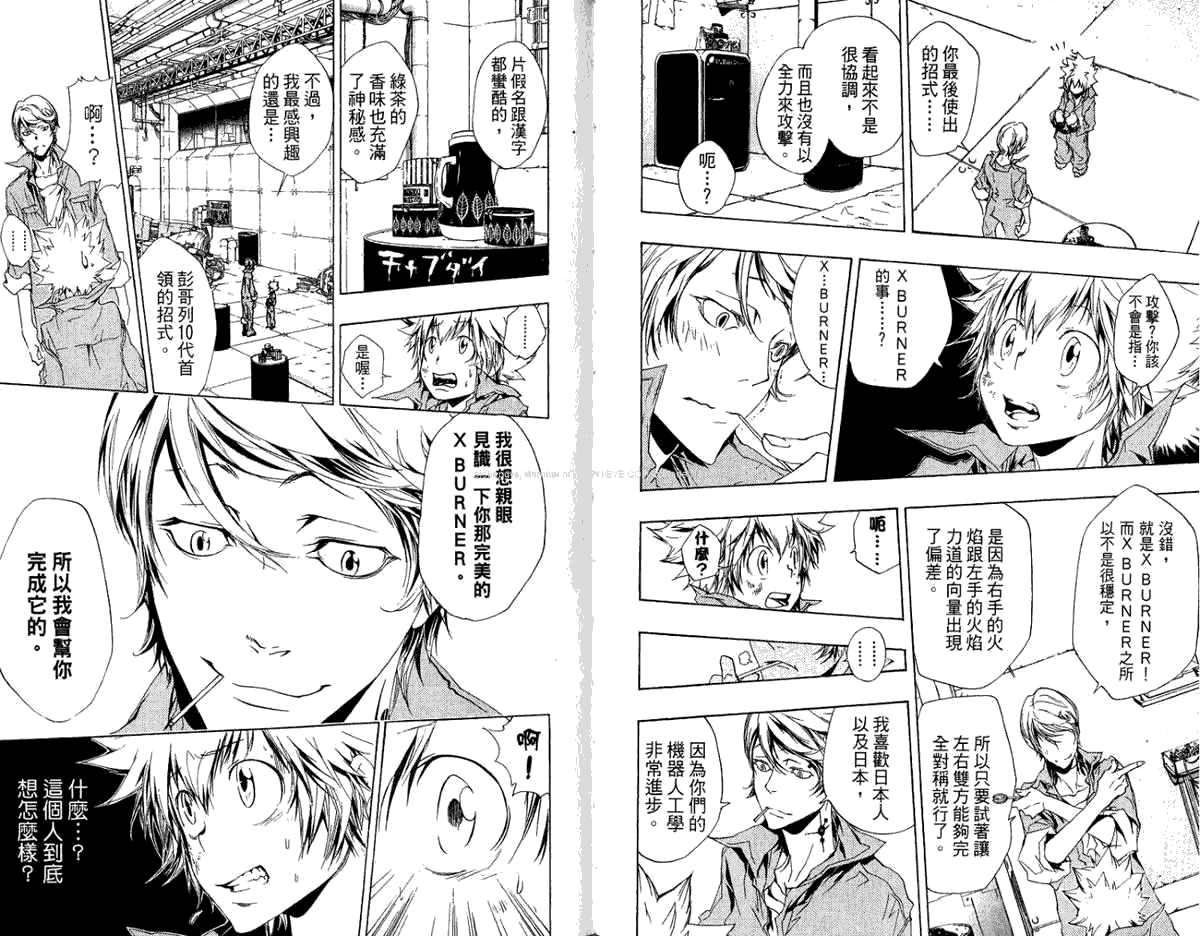 你最後使出
的招式⋯⋯
看起來不是
很協調，
而且也沒有以
全力來攻擊。
呃⋯？
攻擊？你該
不會是指⋯
X BURNER
的事⋯⋯⋯？
X⋯BURNER⋯
沒錯，
就是X BURNER！
而X BURNER之所
以不是很穩定，
是因為右手的火
焰跟左手的火焰
力道的向量出現
了偏差。
所以只要試著讓
左右雙方能夠完
全對稱就行了。
呃⋯⋯
什麼？
⋯⋯
我喜歡日本人
以及日本，
因為你們的
機器人工學
非常進步。
片假名跟漢字
都蠻酷的，
綠茶的
香味也充滿
了神秘感。
チャブダイ
不過，
我最感興趣
的還是⋯
彭哥列10代首
領的招式。
啊⋯？
⋯⋯
⋯⋯
是喔⋯
我很想親眼
見識一下你那完美的
X BURNER。
所以我會幫你
完成它的。
啊！
什麼⋯？
這個人到底
想怎麼樣？